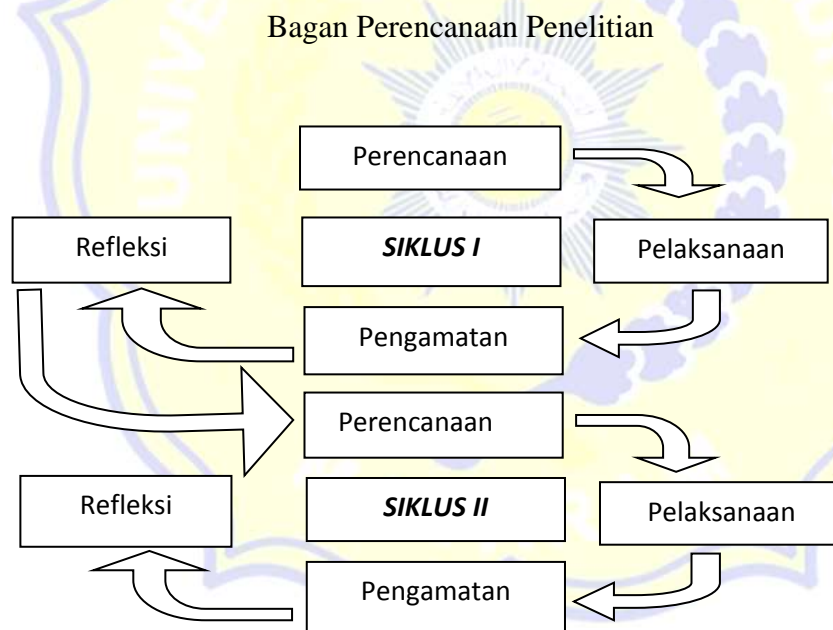 Bagan Perencanaan Penelitian
Perencanaan
Refleksi
SIKLUS I
Pelaksanaan
Pengamatan
Perencanaan
Refleksi
SIKLUS II
Pelaksanaan
Pengamatan